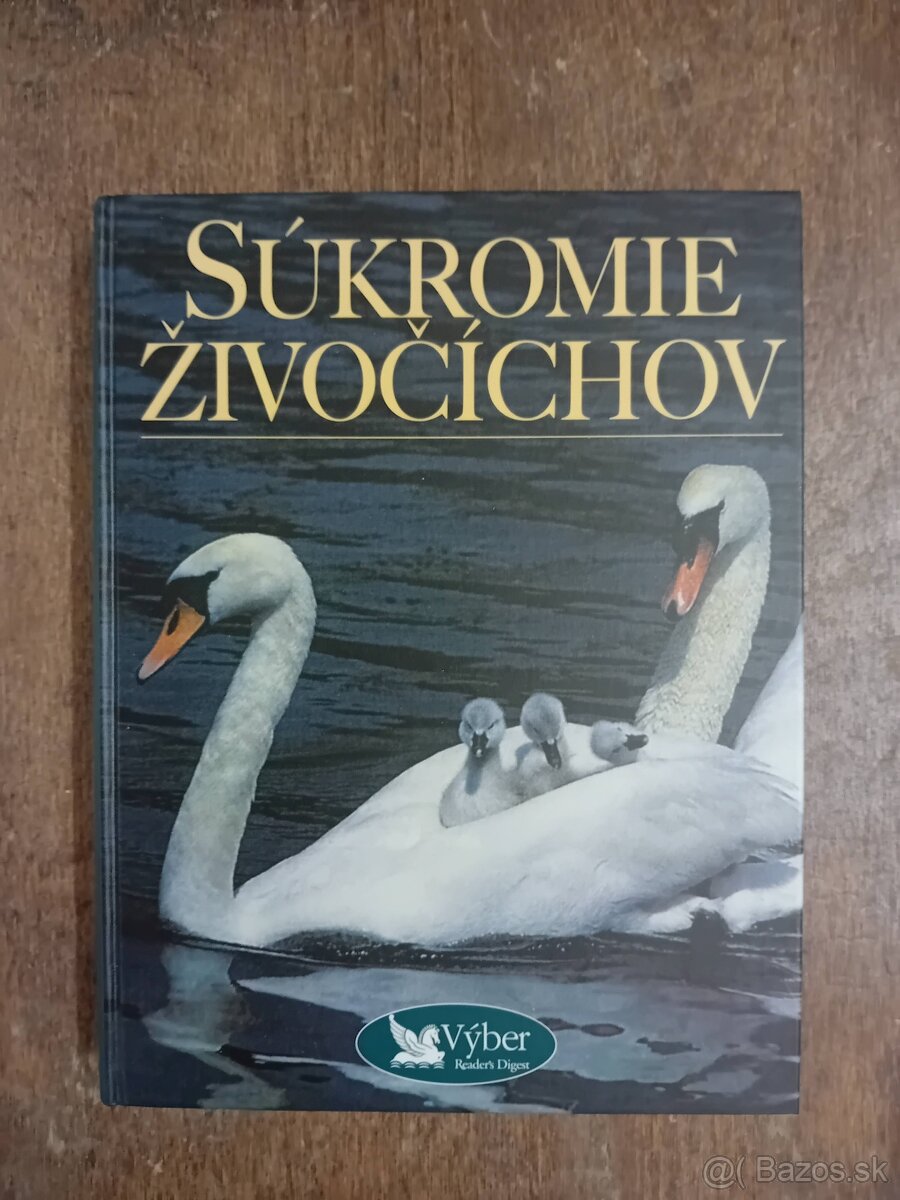 SÚKROMIE
ŽIVOČÍCHOV
Výber
Reader's Digest
@( Bazos.sk